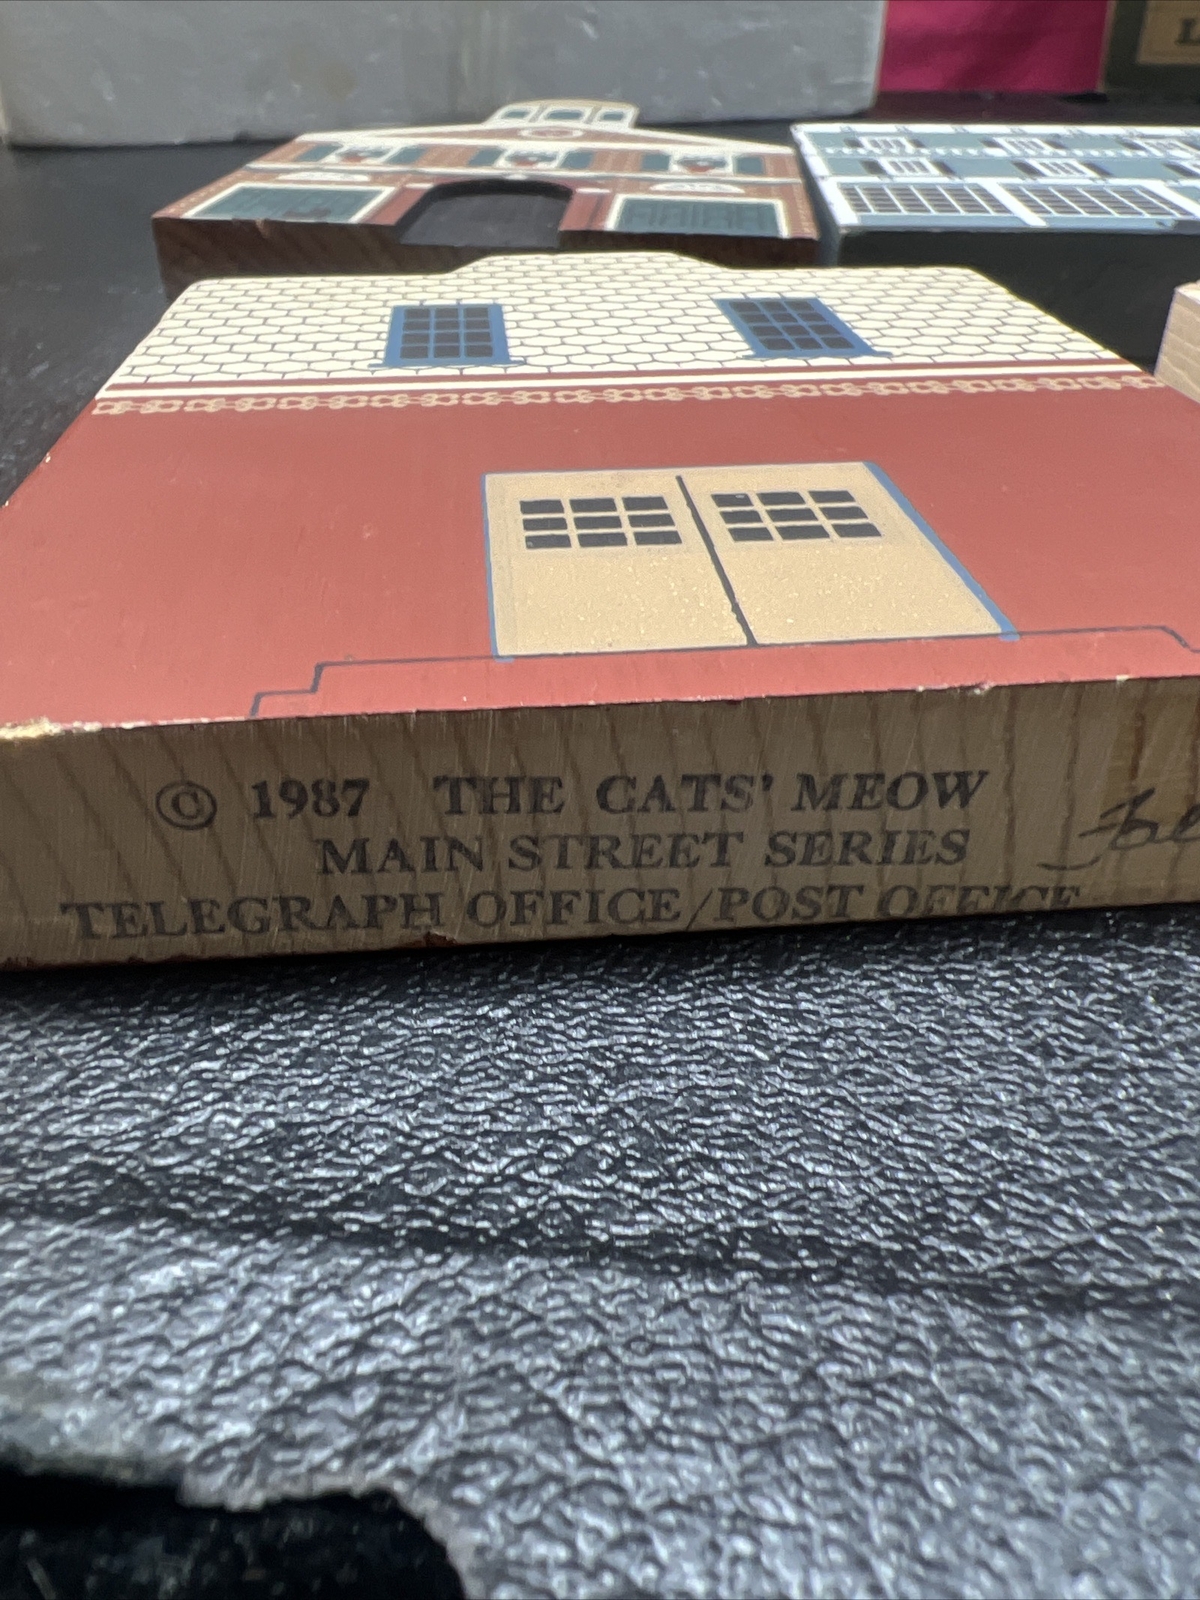 © 1987 THE CATS' MEOW
MAIN STREET SERIES
TELEGRAPH OFFICE/POST OFFICE